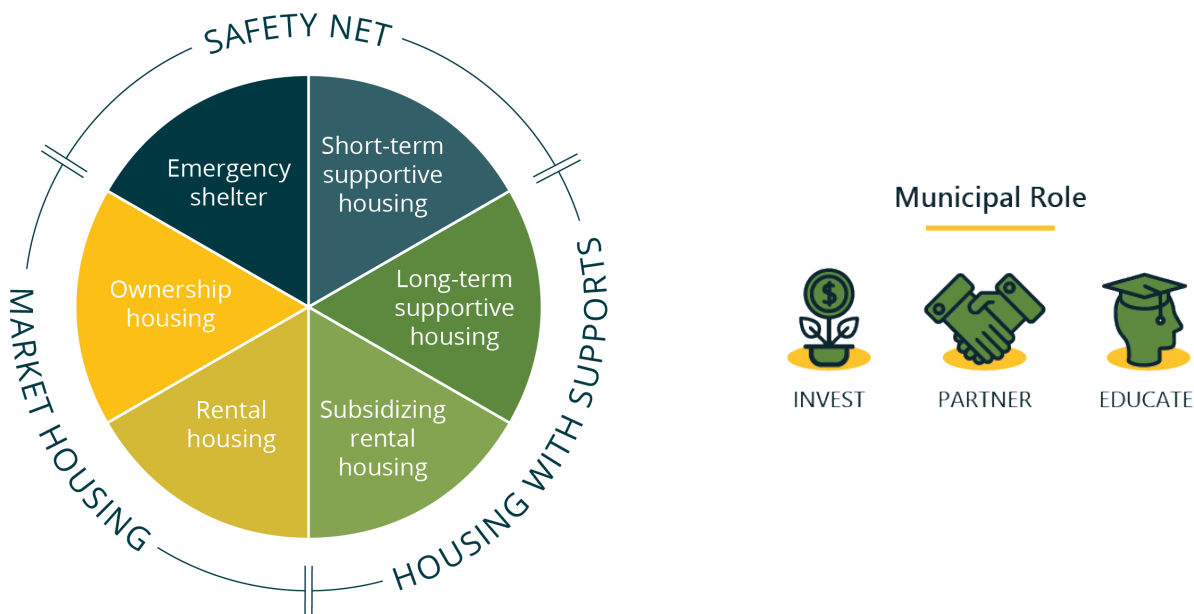 SAFETY NET
Emergency
shelter
Short-term
supportive
housing
Long-term
supportive
housing
Subsidizing
rental
housing
Rental
housing
Ownership
housing
HOUSING WITH SUPPORTS
MARKET HOUSING
Municipal Role
$
INVEST
PARTNER
EDUCATE